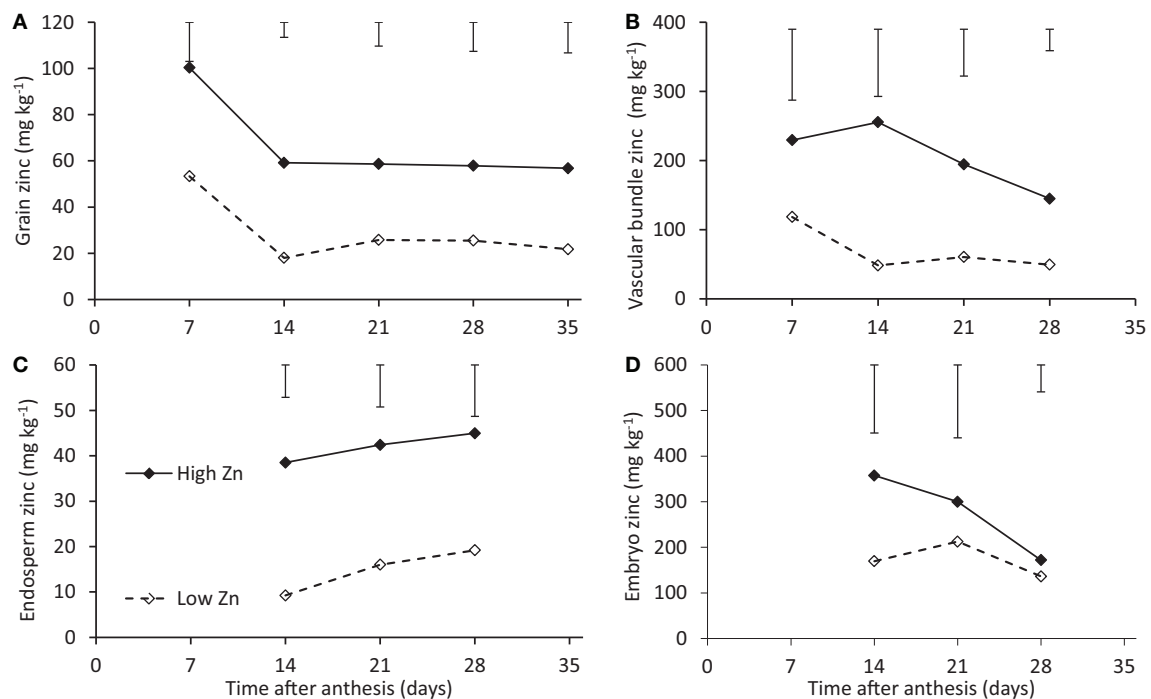 A
Grain zinc (mg kg-1)
120
100
80
60
40
20
0
0 7 14 21 28 35
B
Vascular bundle zinc (mg kg-1)
400
300
200
100
0
0 7 14 21 28 35
C
Endosperm zinc (mg kg-1)
60
50
40
30
20
10
0
High Zn
Low Zn
0 7 14 21 28 35
Time after anthesis (days)
D
Embryo zinc (mg kg-1)
600
500
400
300
200
100
0
0 7 14 21 28 35
Time after anthesis (days)